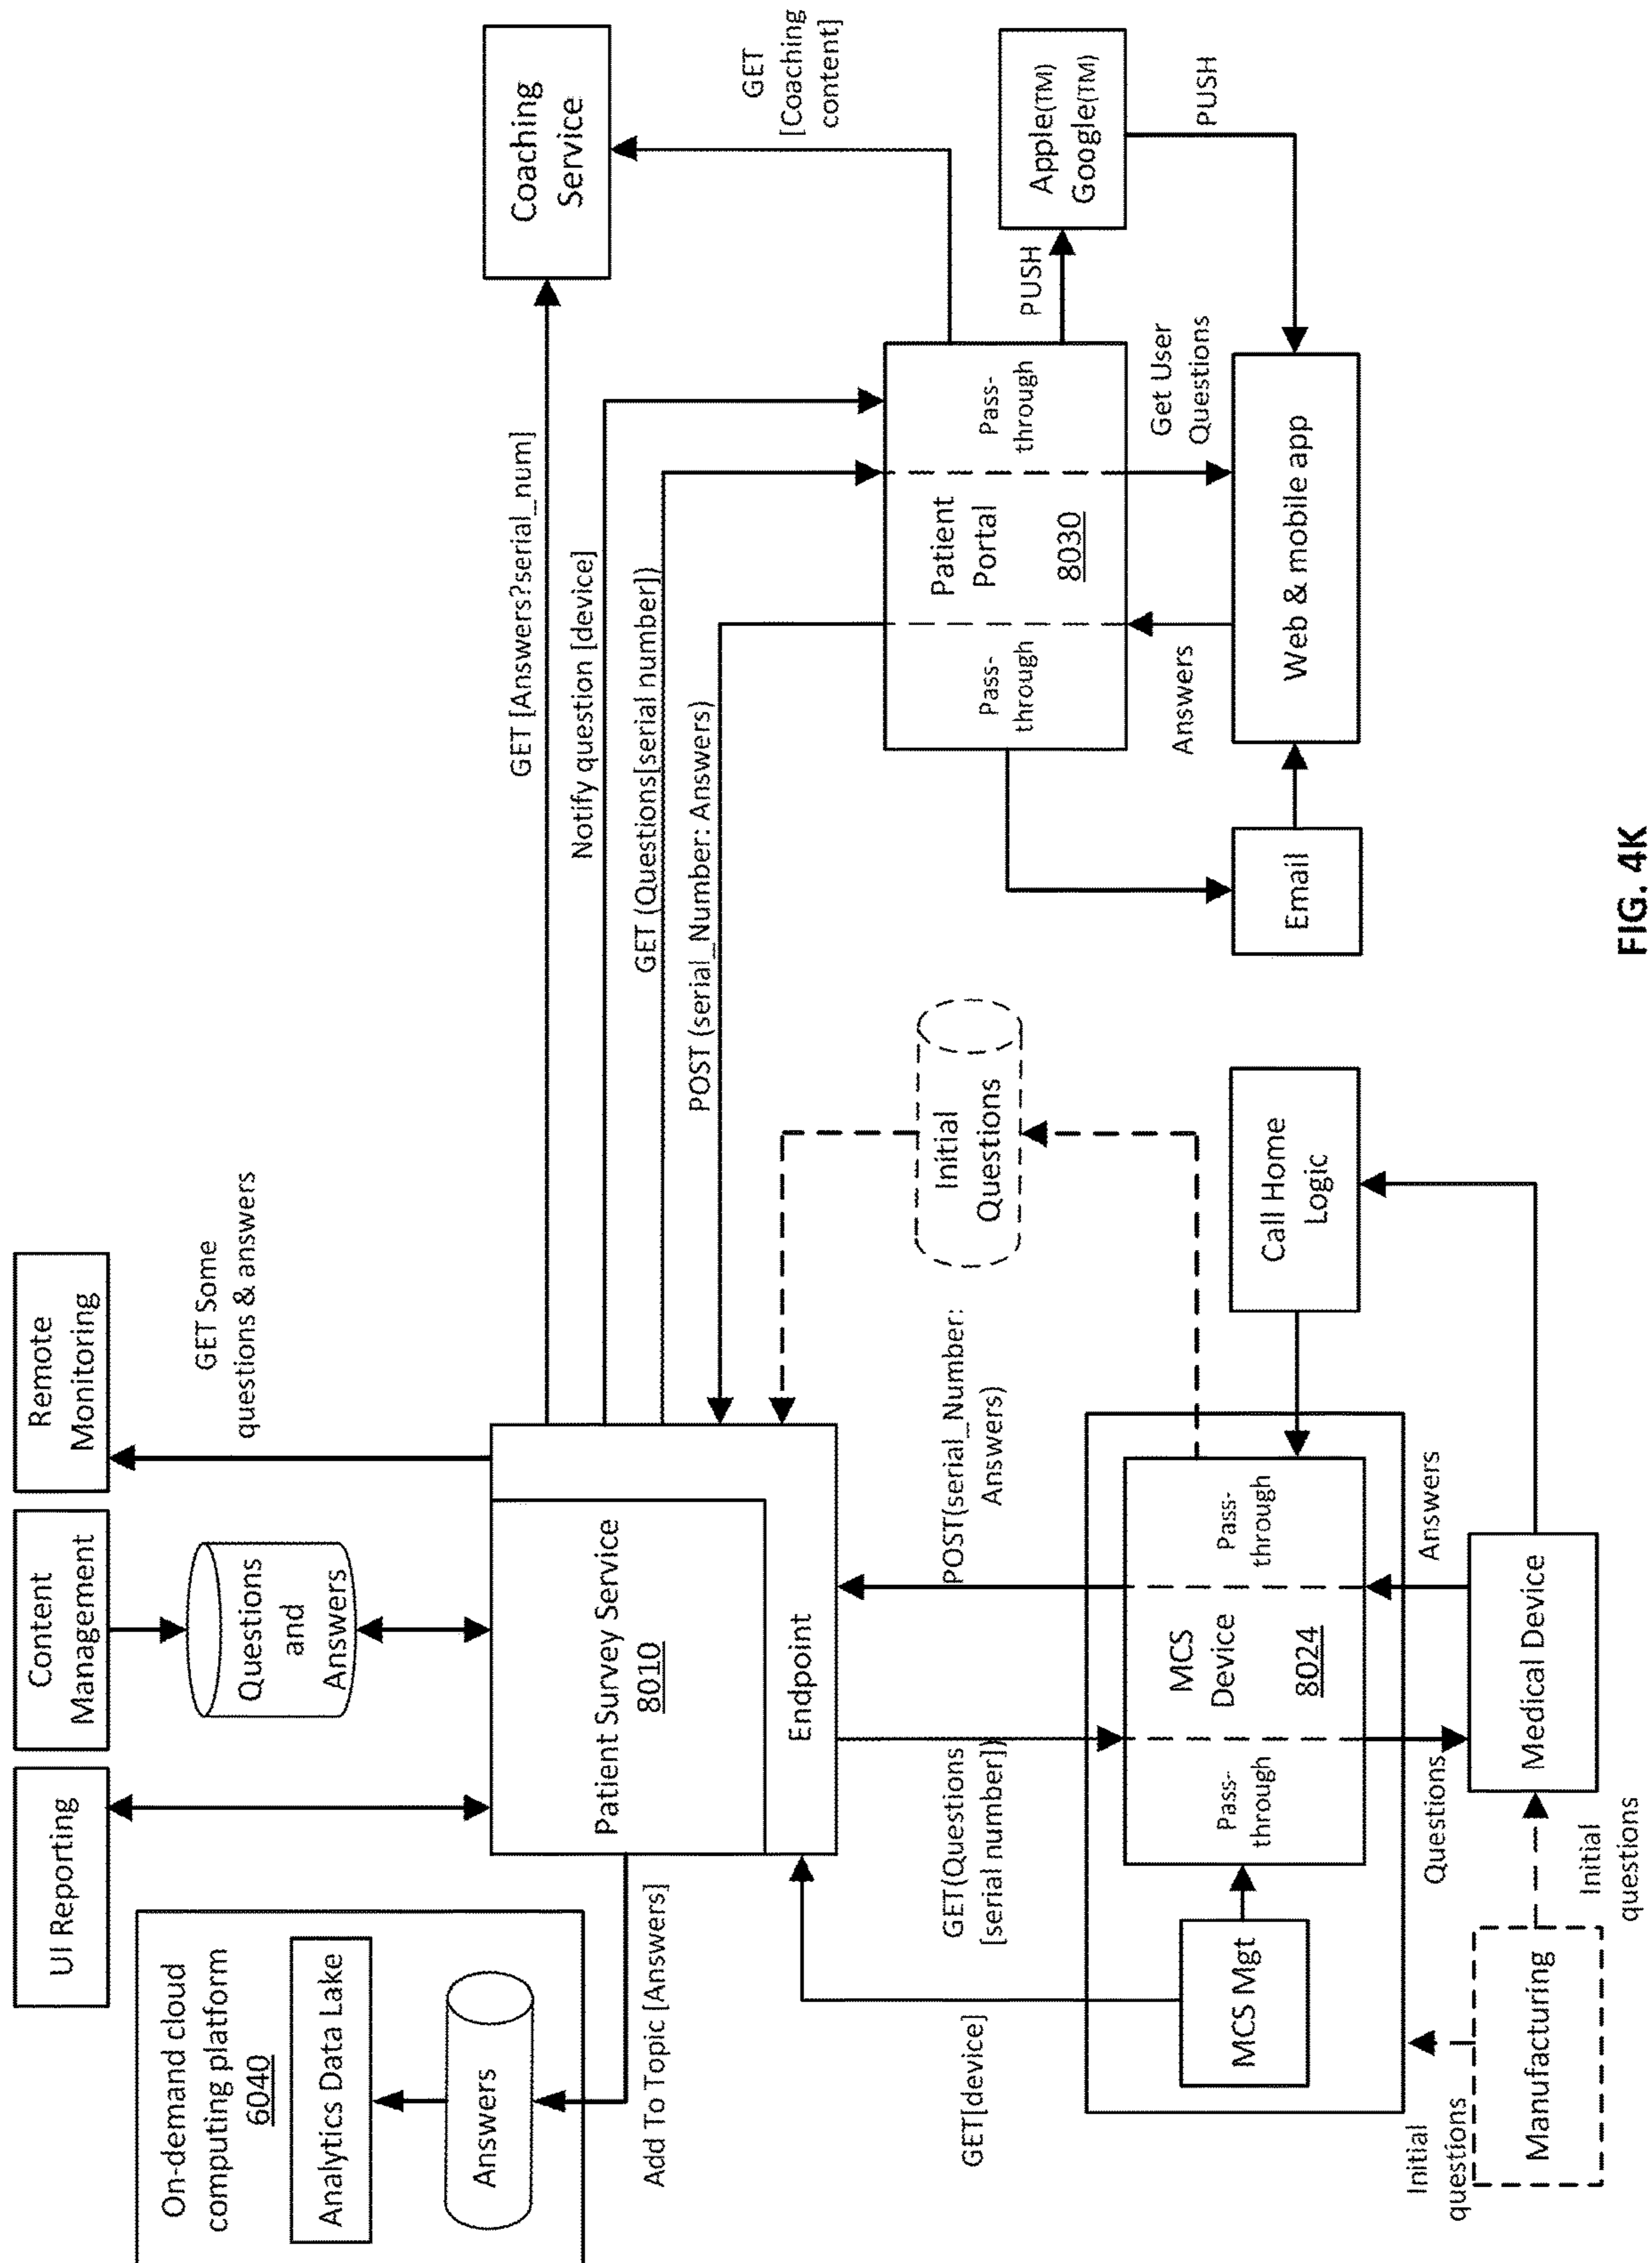 On-demand cloud
computing platform
6040
Analytics Data Lake
Answers
Add To Topic [Answers]
UI Reporting
Content
Management
Questions
and
Answers
Remote
Monitoring
GET Some
questions & answers
Patient Survey Service
8010
Endpoint
GET [Answers?serial_num]
Notify question [device]
GET (Questions[serial number])
POST (serial_Number: Answers)
Coaching
Service
GET
[Coaching
content]
GET[device]
GET(Questions
[serial number])
POST(serial_Number:
Answers)
Initial
Questions
MCS Mgt
Pass-
through
MCS
Device
8024
Pass-
through
Call Home
Logic
Questions
Answers
Medical Device
Initial
questions
Manufacturing
Initial
questions
Pass-
through
Patient
Portal
8030
Pass-
through
PUSH
Apple(TM)
Google(TM)
PUSH
Answers
Get User
Questions
Email
Web & mobile app
FIG. 4K